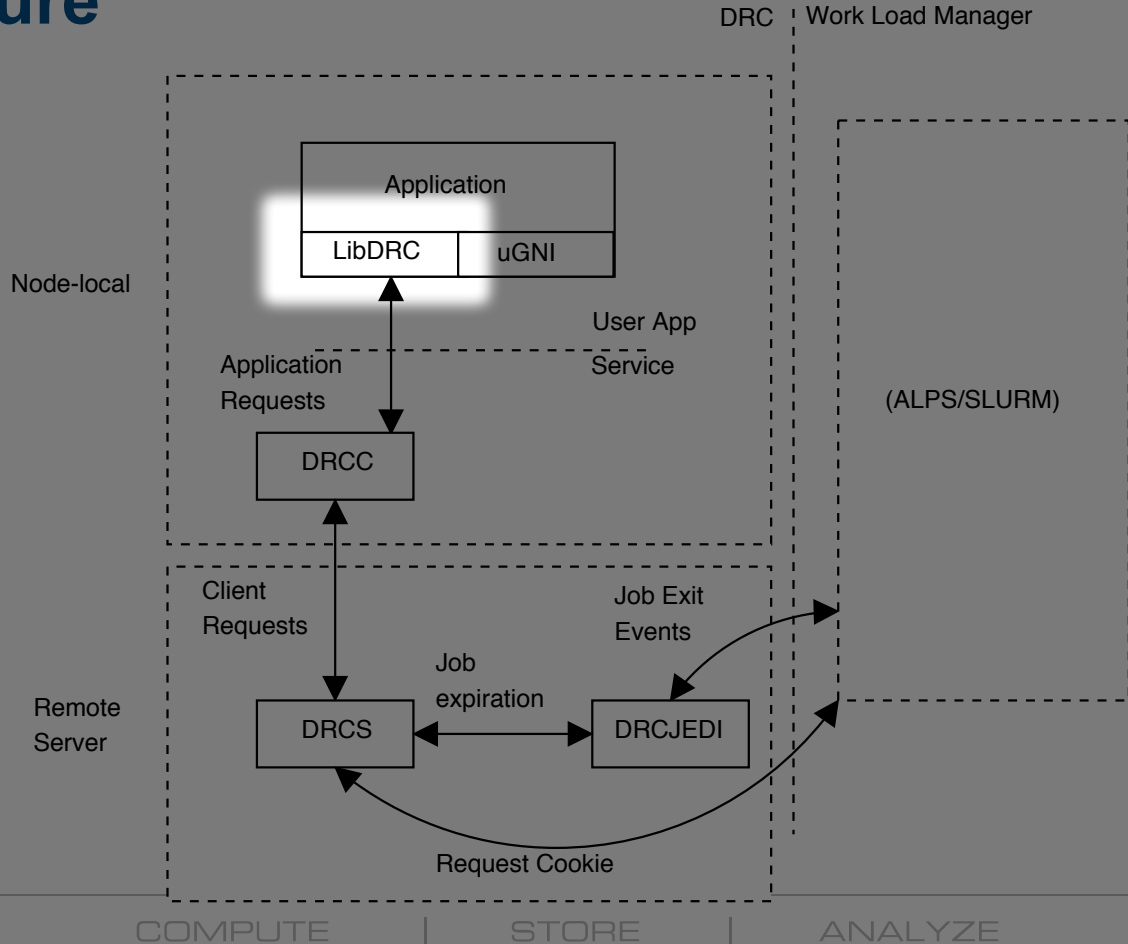 ure
DRC
Work Load Manager
Application
LibDRC
uGNI
Node-local
User App
Service
Application
Requests
(ALPS/SLURM)
DRCC
Client
Requests
Job Exit
Events
Job
expiration
Remote
Server
DRCS
DRCJEDI
Request Cookie
COMPUTE | STORE | ANALYZE